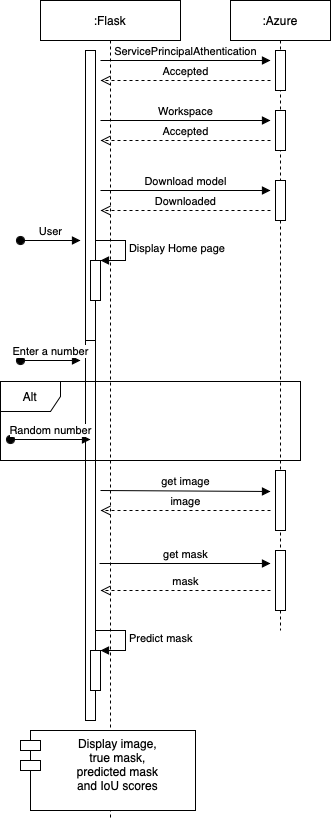 :Flask
:Azure
ServicePrincipalAthentication
Accepted
Workspace
Accepted
Download model
Downloaded
User
Display Home page
Enter a number
Alt
Random number
get image
image
get mask
mask
Predict mask
Display image,
true mask,
predicted mask
and IoU scores